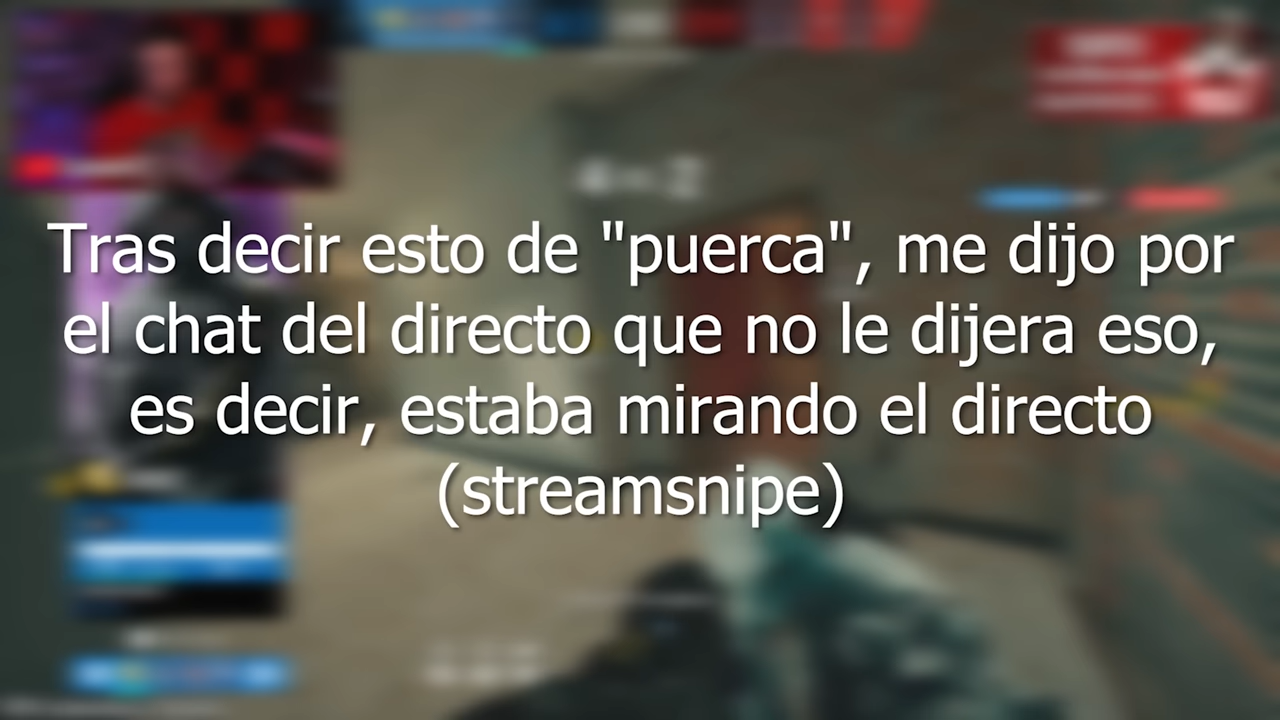 Tras decir esto de "puerca", me dijo por
el chat del directo que no le dijera eso,
es decir, estaba mirando el directo
(streamsnipe)